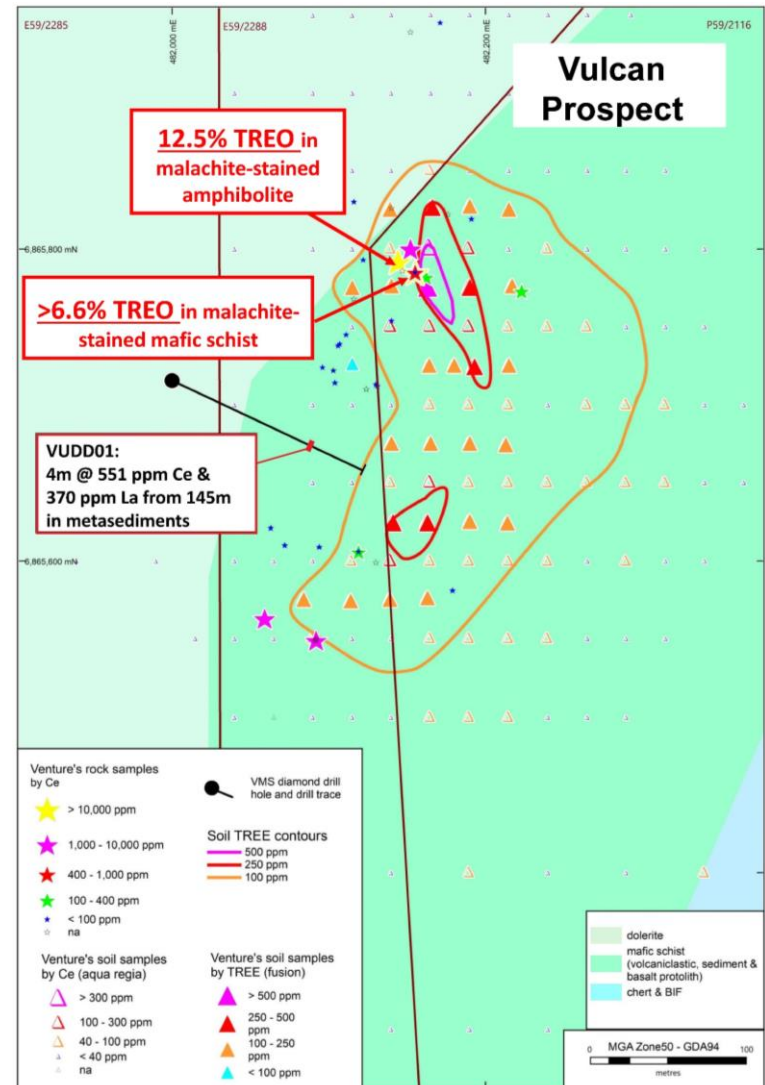 E59/2285
E59/2288
P59/2116
482,000 mE
482,200 mE
Vulcan
Prospect
12.5% TREO in
malachite-stained
amphibolite
6,865,800 mN
>6.6% TREO in malachite-
stained mafic schist
VUDD01:
4m @ 551 ppm Ce &
370 ppm La from 145m
in metasediments
6,865,600 mN
Venture's rock samples
by Ce
> 10,000 ppm
1,000 - 10,000 ppm
400 - 1,000 ppm
100 - 400 ppm
< 100 ppm
na
VMS diamond drill
hole and drill trace
Soil TREE contours
500 ppm
250 ppm
100 ppm
Venture's soil samples
by Ce (aqua regia)
> 300 ppm
100 - 300 ppm
40 - 100 ppm
< 40 ppm
na
Venture's soil samples
by TREE (fusion)
> 500 ppm
250 - 500
ppm
100 - 250
ppm
< 100 ppm
dolerite
mafic schist
(volcaniclastic, sediment &
basalt protolith)
chert & BIF
MGA Zone50 - GDA94
0
100
metres